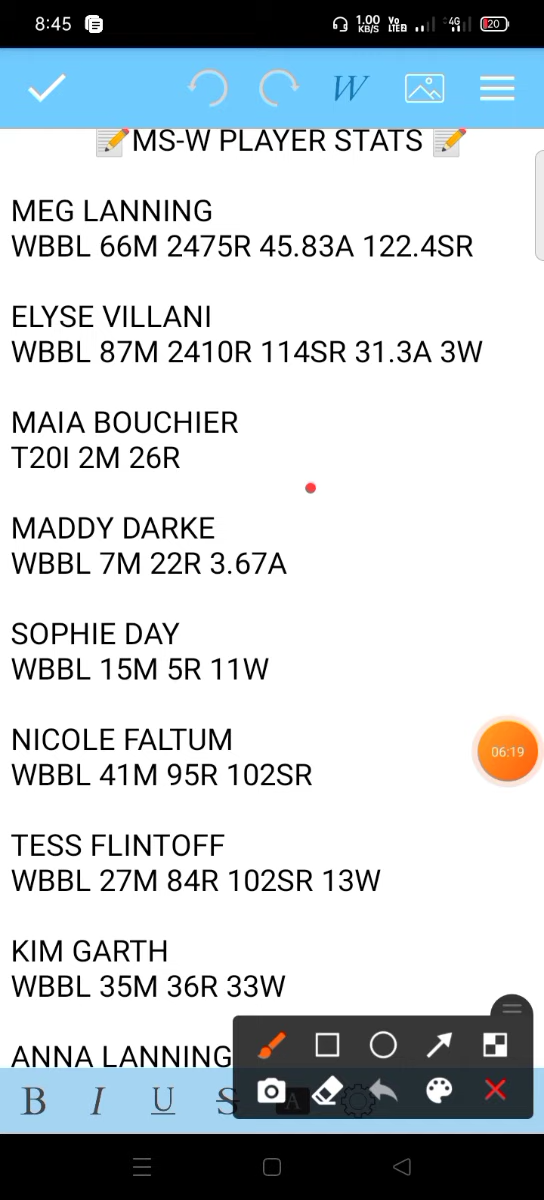 8:45
1.00 KB/S
Vo LTE2
4G
20
W
📝MS-W PLAYER STATS 📝
MEG LANNING
WBBL 66M 2475R 45.83A 122.4SR
ELYSE VILLANI
WBBL 87M 2410R 114SR 31.3A 3W
MAIA BOUCHIER
T20I 2M 26R
MADDY DARKE
WBBL 7M 22R 3.67A
SOPHIE DAY
WBBL 15M 5R 11W
06:19
NICOLE FALTUM
WBBL 41M 95R 102SR
TESS FLINTOFF
WBBL 27M 84R 102SR 13W
KIM GARTH
WBBL 35M 36R 33W
ANNA LANNING
B I U S A